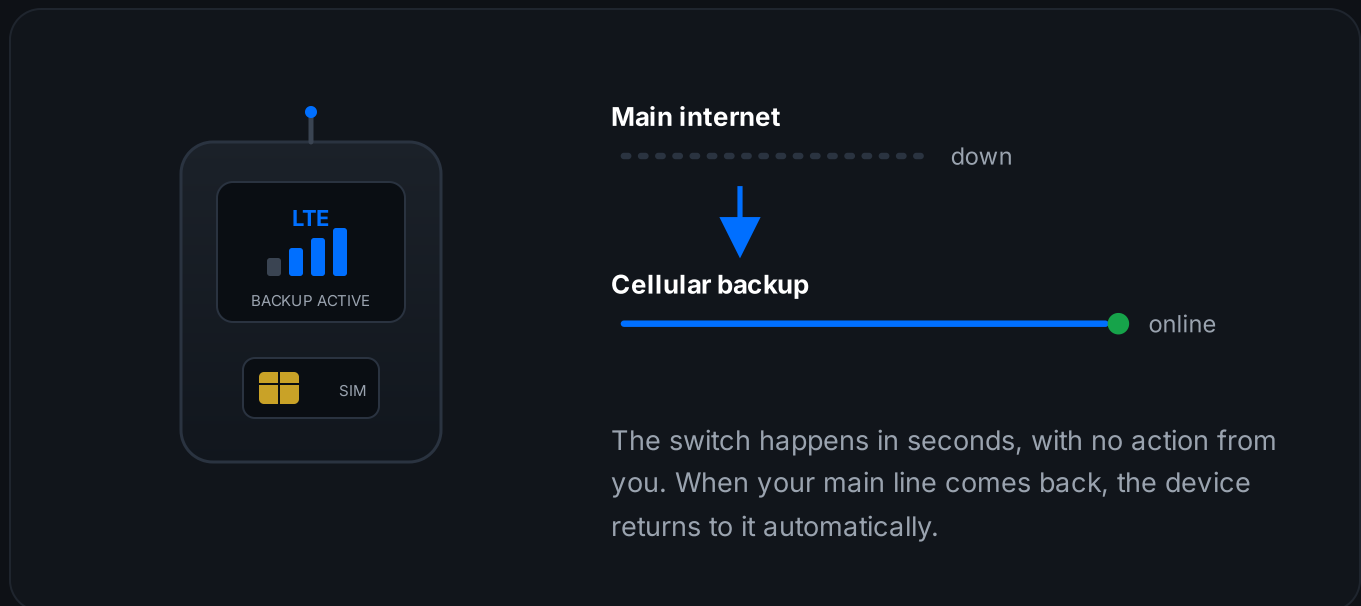 LTE
BACKUP ACTIVE
SIM
Main internet
down
Cellular backup
online
The switch happens in seconds, with no action from
you. When your main line comes back, the device
returns to it automatically.